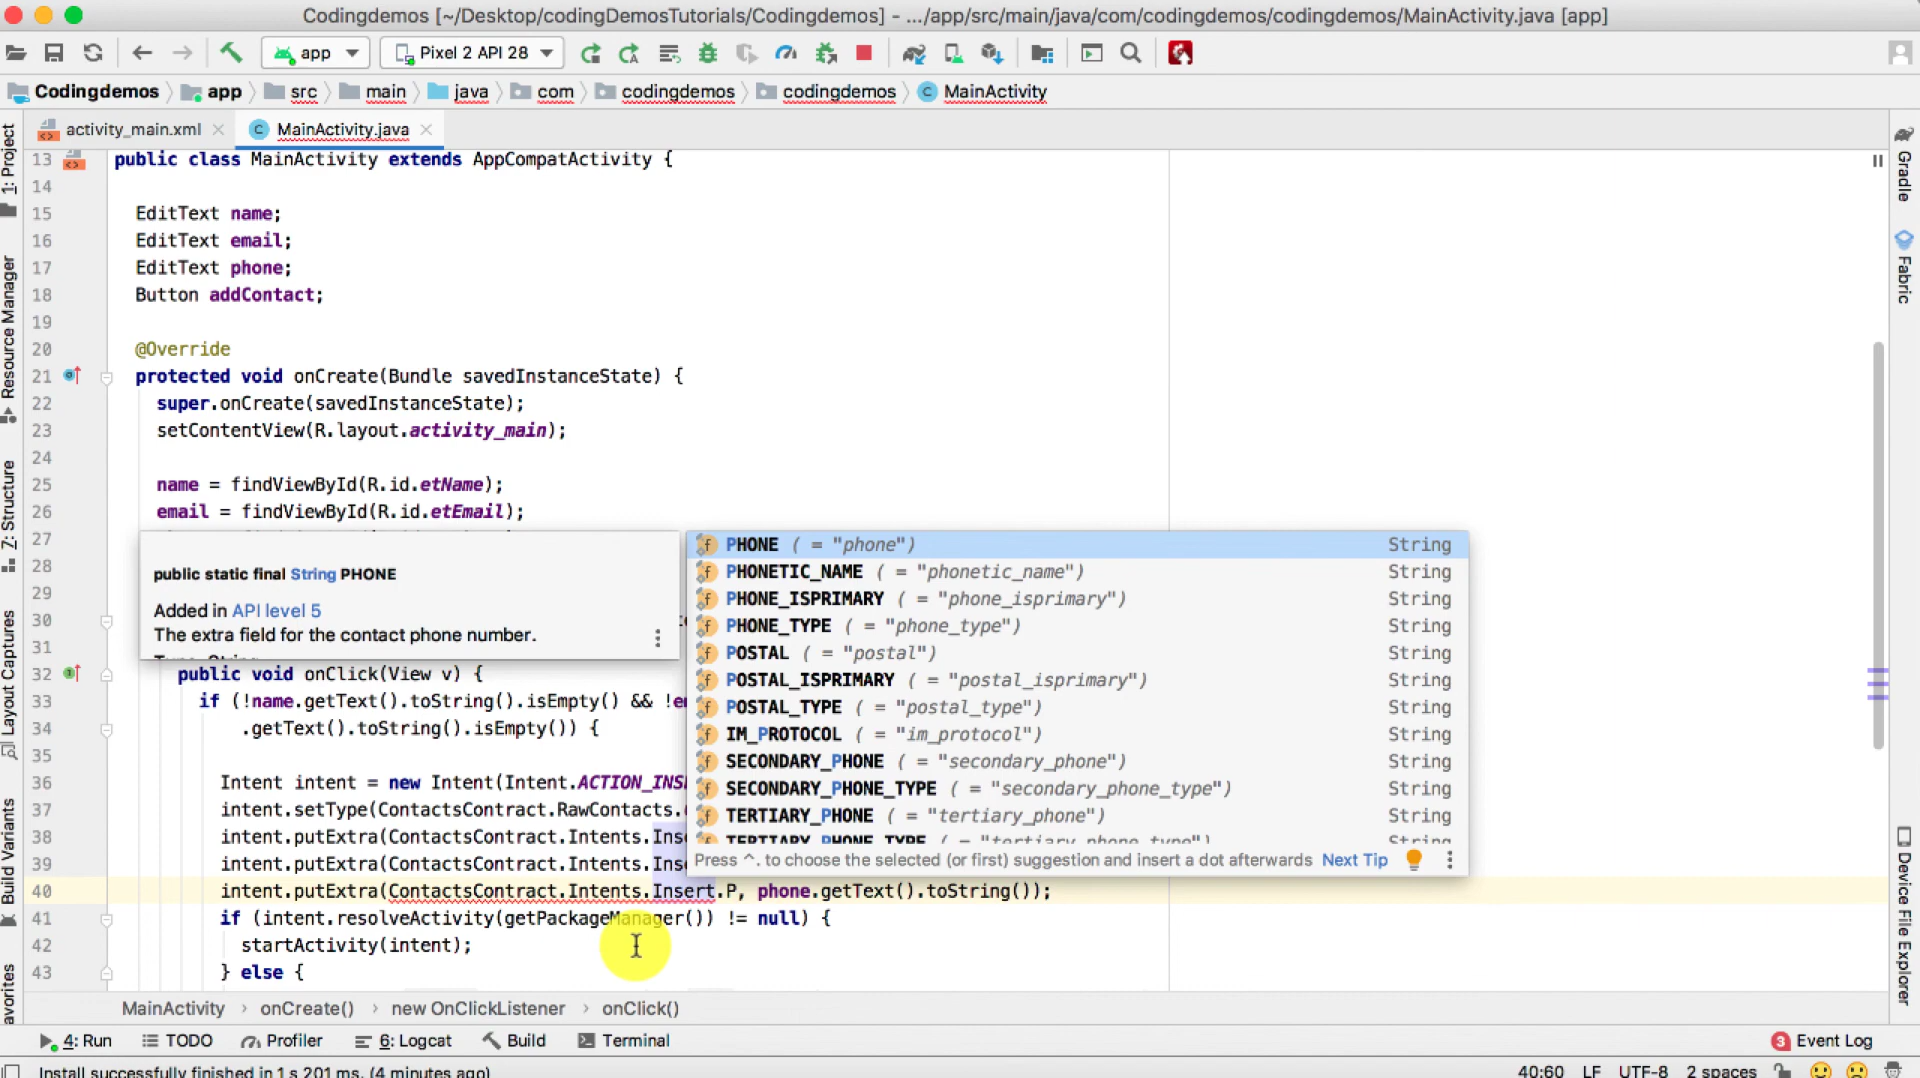 Codingdemos [~/Desktop/codingDemosTutorials/Codingdemos] - .../app/src/main/java/com/codingdemos/codingdemos/MainActivity.java [app]
app Pixel 2 API 28
Codingdemos app src main java com codingdemos codingdemos MainActivity
activity_main.xml MainActivity.java
1: Project
Resource Manager
Z: Structure
Layout Captures
Build Variants
avorites
13 public class MainActivity extends AppCompatActivity {
14
15 EditText name;
16 EditText email;
17 EditText phone;
18 Button addContact;
19
20 @Override
21 protected void onCreate(Bundle savedInstanceState) {
22 super.onCreate(savedInstanceState);
23 setContentView(R.layout.activity_main);
24
25 name = findViewById(R.id.etName);
26 email = findViewById(R.id.etEmail);
27
28
29
30
31
public static final String PHONE
Added in API level 5
The extra field for the contact phone number.
PHONE ( = "phone") String
PHONETIC_NAME ( = "phonetic_name") String
PHONE_ISPRIMARY ( = "phone_isprimary") String
PHONE_TYPE ( = "phone_type") String
POSTAL ( = "postal") String
POSTAL_ISPRIMARY ( = "postal_isprimary") String
POSTAL_TYPE ( = "postal_type") String
IM_PROTOCOL ( = "im_protocol") String
SECONDARY_PHONE ( = "secondary_phone") String
SECONDARY_PHONE_TYPE ( = "secondary_phone_type") String
TERTIARY_PHONE ( = "tertiary_phone") String
TERTIARY_PHONE_TYPE ( = "tertiary_phone_type") String
Press ^. to choose the selected (or first) suggestion and insert a dot afterwards Next Tip
32 public void onClick(View v) {
33 if (!name.getText().toString().isEmpty() && !em
34 .getText().toString().isEmpty()) {
35
36 Intent intent = new Intent(Intent.ACTION_INS
37 intent.setType(ContactsContract.RawContacts.
38 intent.putExtra(ContactsContract.Intents.Ins
39 intent.putExtra(ContactsContract.Intents.Ins
40 intent.putExtra(ContactsContract.Intents.Insert.P, phone.getText().toString());
41 if (intent.resolveActivity(getPackageManager()) != null) {
42 startActivity(intent);
43 } else {
MainActivity onCreate() new OnClickListener onClick()
4: Run TODO Profiler 6: Logcat Build Terminal 3 Event Log
Install successfully finished in 1 s 201 ms. (4 minutes ago) 40:60 LF UTF-8 2 spaces
Gradle
Fabric
Device File Explorer